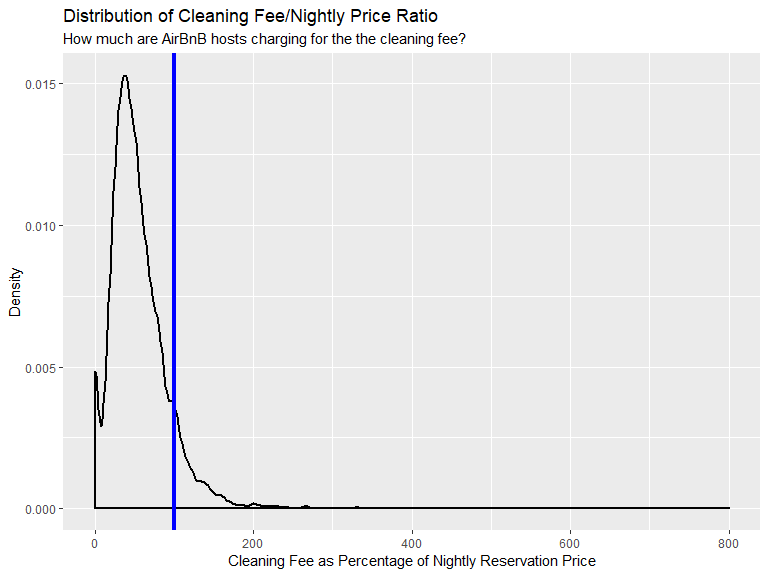 Distribution of Cleaning Fee/Nightly Price Ratio
How much are AirBnB hosts charging for the the cleaning fee?
0.015
0.010
0.005
0.000
Density
0
200
400
600
800
Cleaning Fee as Percentage of Nightly Reservation Price